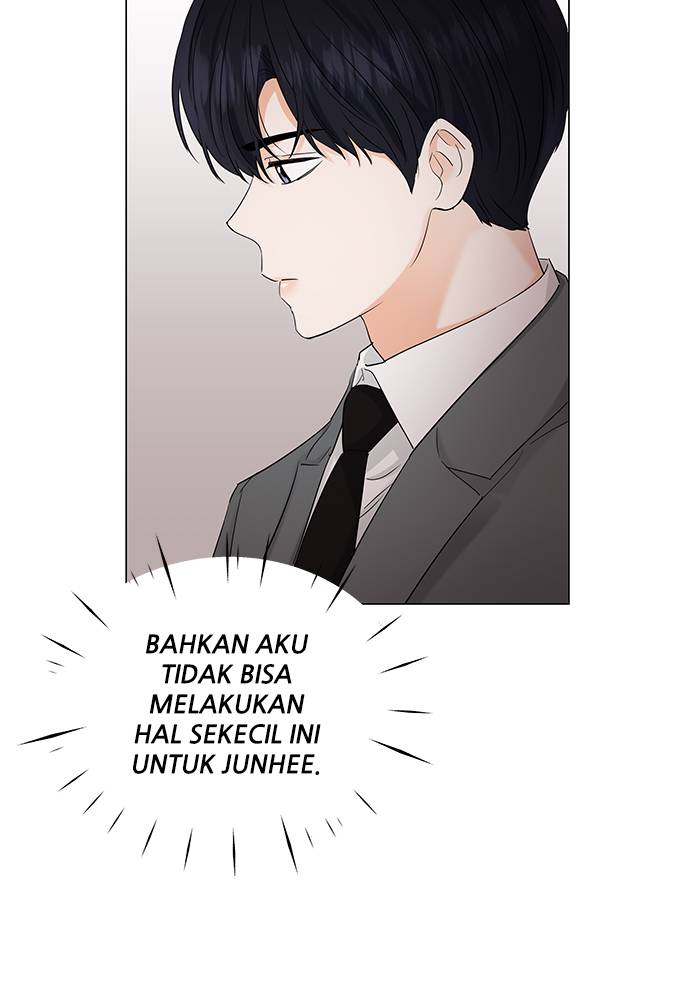 BAHKAN AKU
TIDAK BISA
MELAKUKAN
HAL SEKECIL INI
UNTUK JUNHEE.